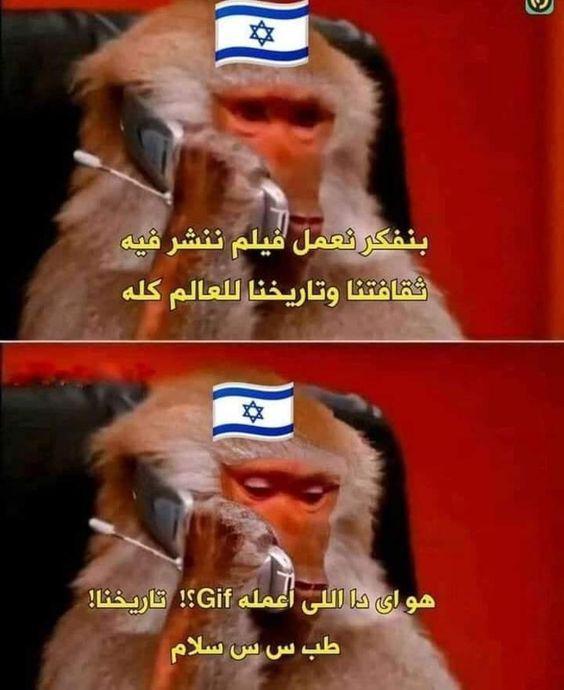 بنفكر نعمل فيلم ننشر فيه
ثقافتنا وتاريخنا للعالم كله
هو اى دا اللى اعمله Gif؟! تاريخنا!
طب س س سلام